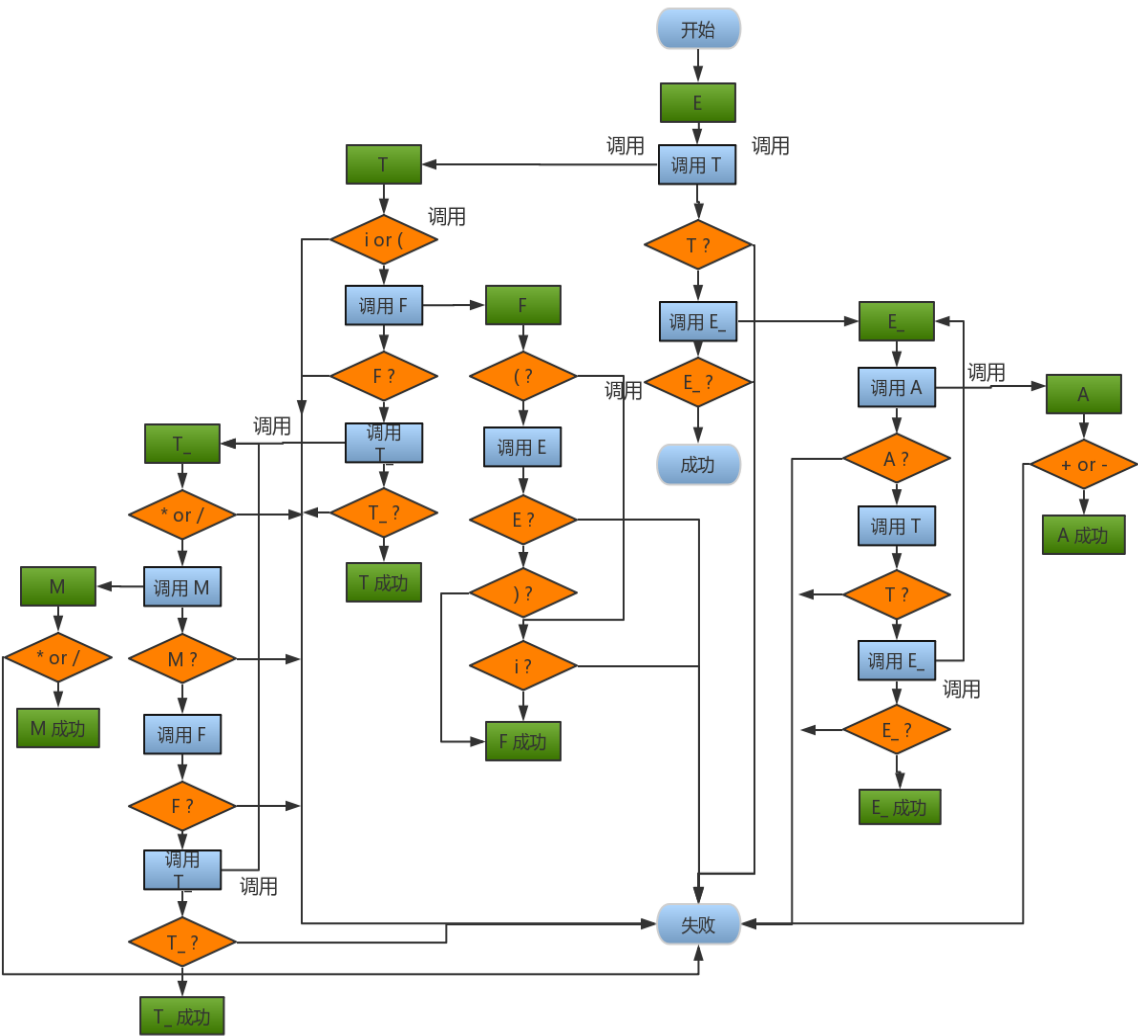 开始
E
调用
调用
调用 T
T
调用
i or (
T ?
调用 F
F
调用 E_
E_
F ?
( ?
调用
E_ ?
调用 A
调用
A
调用
T_
调用
T_
调用 E
成功
A ?
+ or -
* or /
T_ ?
E ?
调用 T
A 成功
M
调用 M
T 成功
) ?
T ?
* or /
M ?
i ?
调用 E_
调用
M 成功
调用 F
F 成功
E_ ?
F ?
E_ 成功
调用
T_
调用
T_ ?
失败
T_ 成功